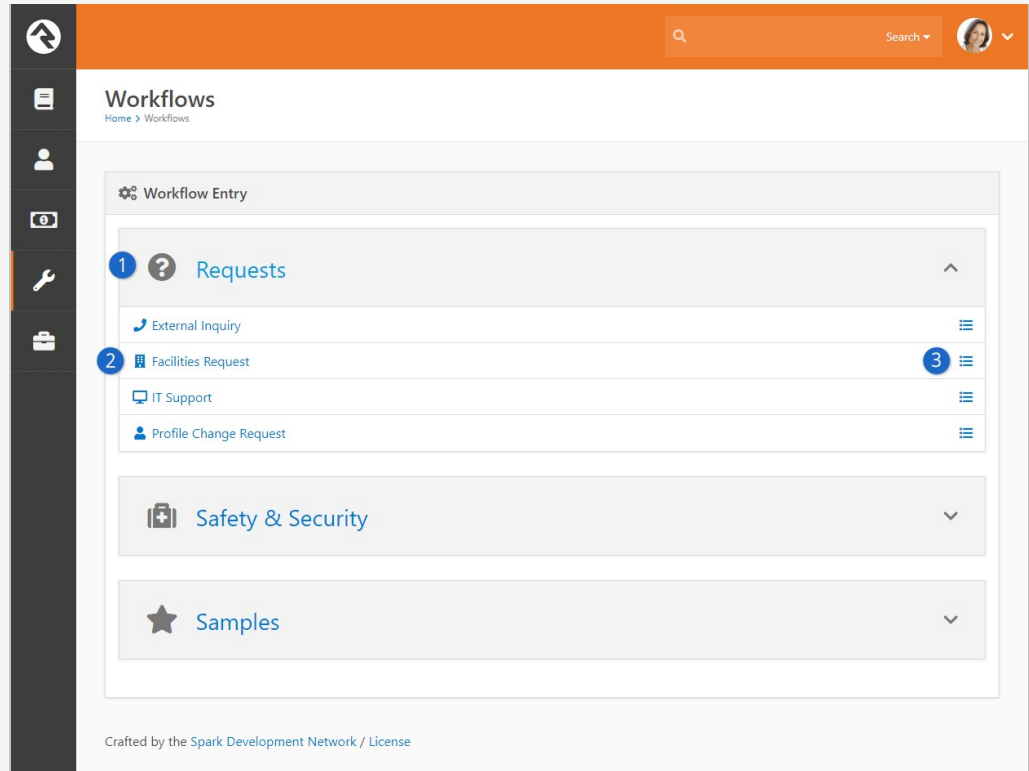 Search
Workflows
Home > Workflows
Workflow Entry
1 Requests
External Inquiry
2 Facilities Request 3
IT Support
Profile Change Request
Safety & Security
Samples
Crafted by the Spark Development Network / License